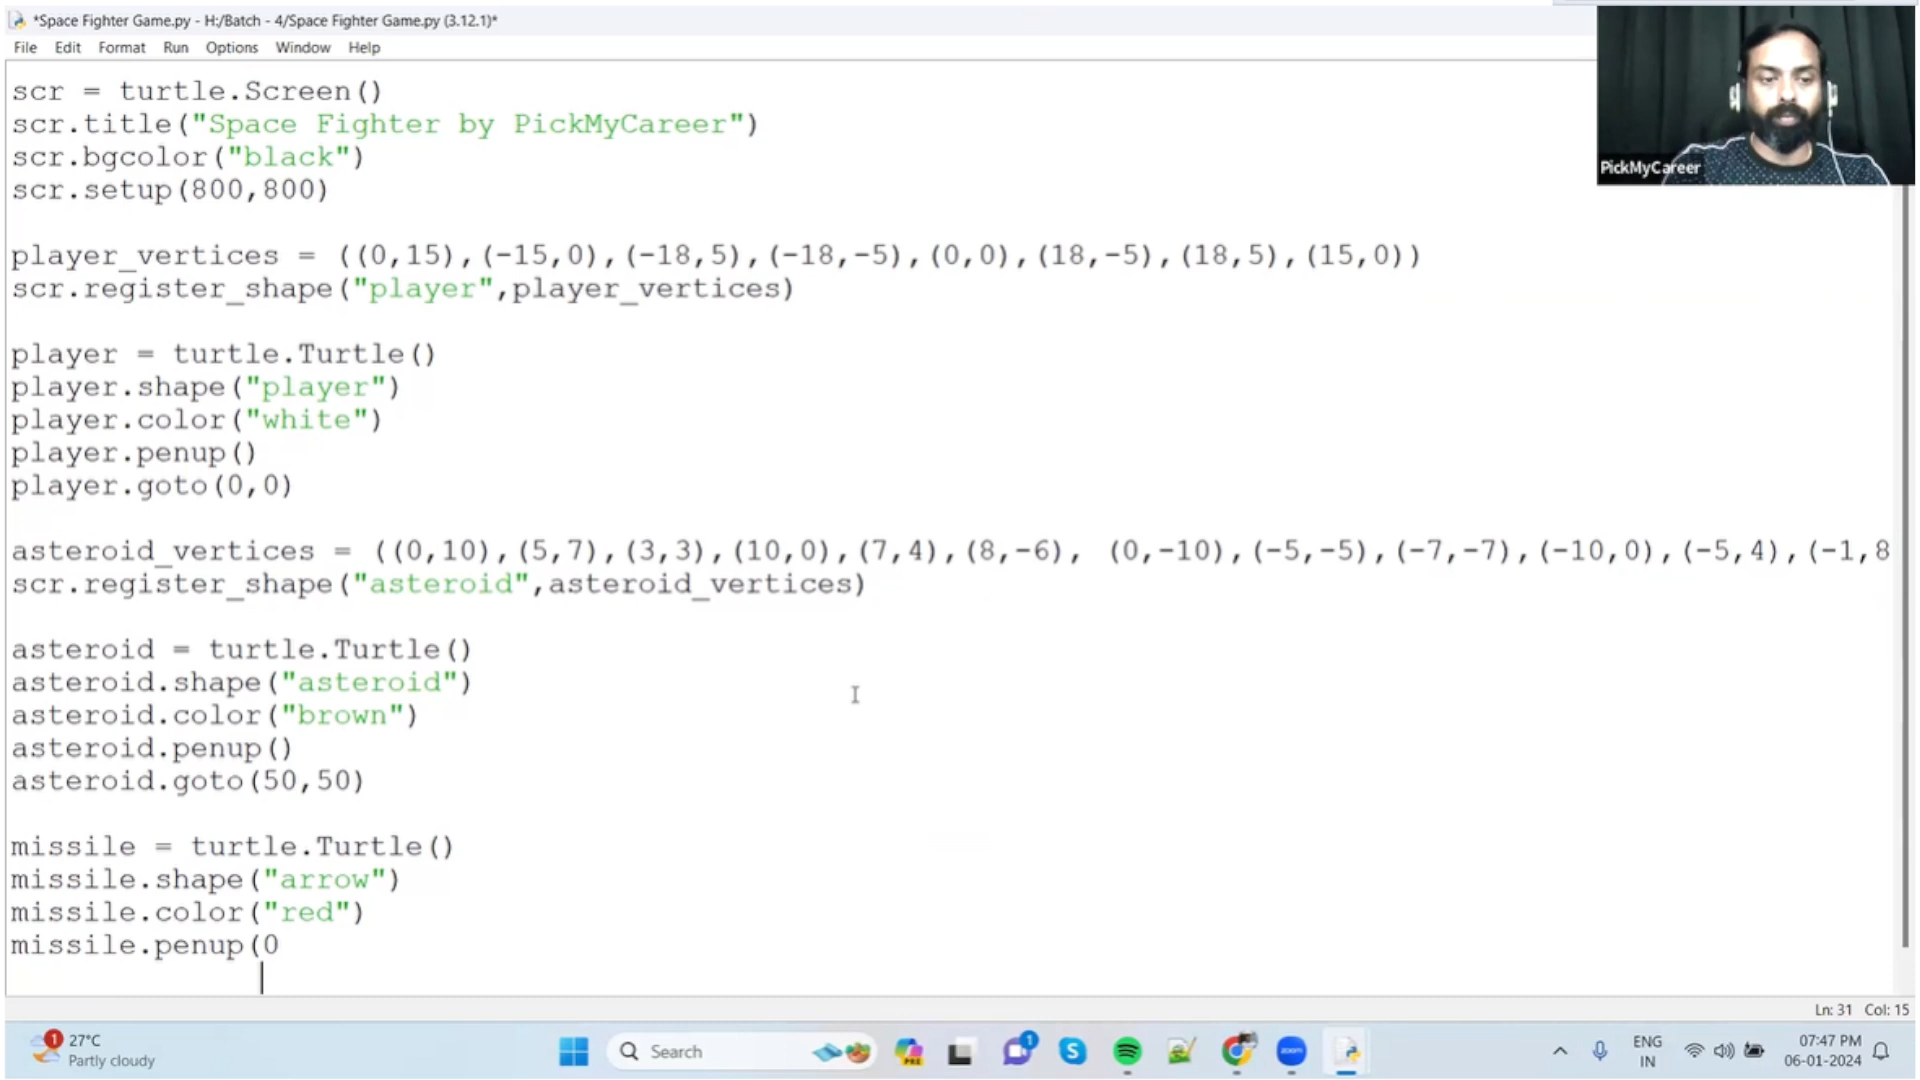 *Space Fighter Game.py - H:/Batch - 4/Space Fighter Game.py (3.12.1)*
File Edit Format Run Options Window Help
scr = turtle.Screen()
scr.title("Space Fighter by PickMyCareer")
scr.bgcolor("black")
scr.setup(800,800)
player_vertices = ((0,15),(-15,0),(-18,5),(-18,-5),(0,0),(18,-5),(18,5),(15,0))
scr.register_shape("player",player_vertices)
player = turtle.Turtle()
player.shape("player")
player.color("white")
player.penup()
player.goto(0,0)
asteroid_vertices = ((0,10),(5,7),(3,3),(10,0),(7,4),(8,-6), (0,-10),(-5,-5),(-7,-7),(-10,0),(-5,4),(-1,8
scr.register_shape("asteroid",asteroid_vertices)
asteroid = turtle.Turtle()
asteroid.shape("asteroid")
asteroid.color("brown")
asteroid.penup()
asteroid.goto(50,50)
missile = turtle.Turtle()
missile.shape("arrow")
missile.color("red")
missile.penup(0
PickMyCareer
Ln: 31 Col: 15
1
27°C
Partly cloudy
Search
PRE
1
S
zoom
ENG
IN
07:47 PM
06-01-2024